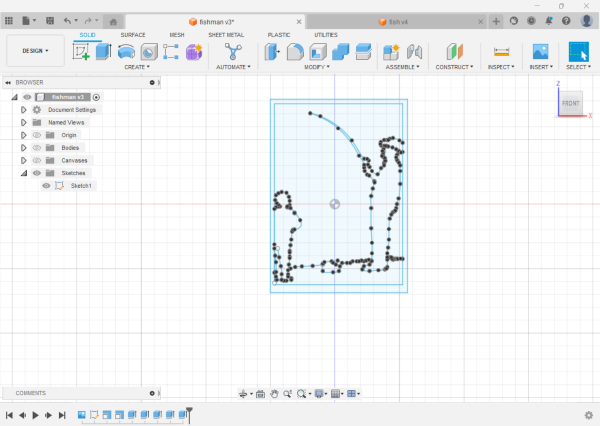 fishman v3*
fish v4
DESIGN
SOLID SURFACE MESH SHEET METAL PLASTIC UTILITIES
CREATE AUTOMATE MODIFY ASSEMBLE CONSTRUCT INSPECT INSERT SELECT
BROWSER
fishman v3
Document Settings
Named Views
Origin
Bodies
Canvases
Sketches
Sketch1
Z
FRONT
X
COMMENTS